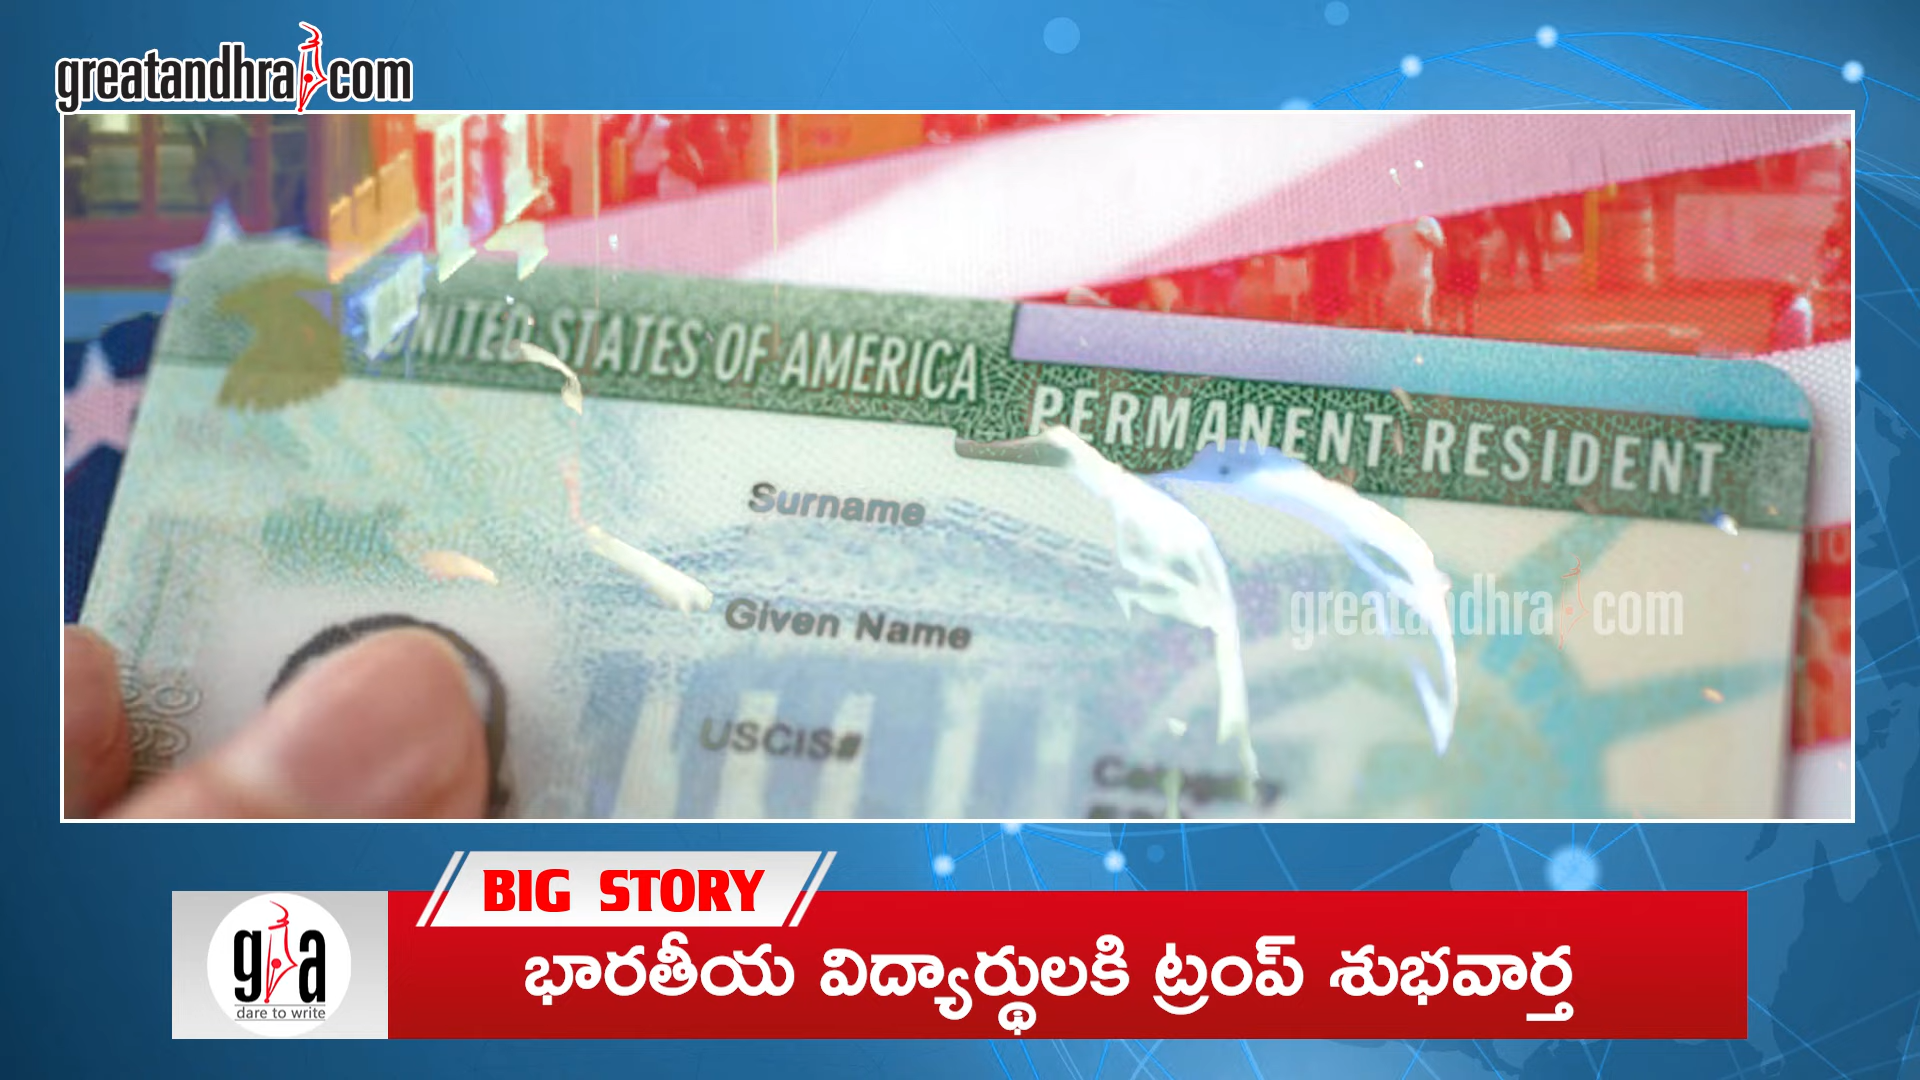 greatandhra.com
UNITED STATES OF AMERICA
PERMANENT RESIDENT
Surname
Given Name
greatandhra.com
USCIS#
Category
BIG STORY
భారతీయ విద్యార్థులకి ట్రంప్ శుభవార్త
ga
dare to write